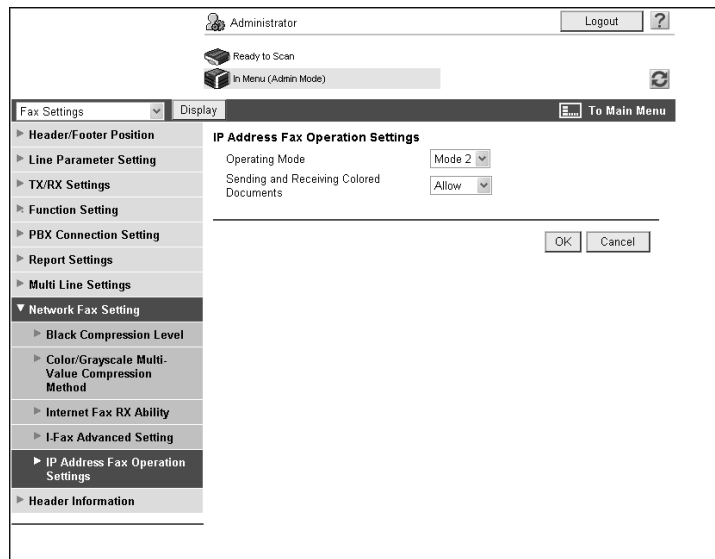 Administrator
Logout
?
Ready to Scan
In Menu (Admin Mode)
Fax Settings
Display
To Main Menu
Header/Footer Position
Line Parameter Setting
TX/RX Settings
Function Setting
PBX Connection Setting
Report Settings
Multi Line Settings
Network Fax Setting
Black Compression Level
Color/Grayscale Multi-
Value Compression
Method
Internet Fax RX Ability
I-Fax Advanced Setting
IP Address Fax Operation
Settings
Header Information
IP Address Fax Operation Settings
Operating Mode
Mode 2
Sending and Receiving Colored
Documents
Allow
OK
Cancel